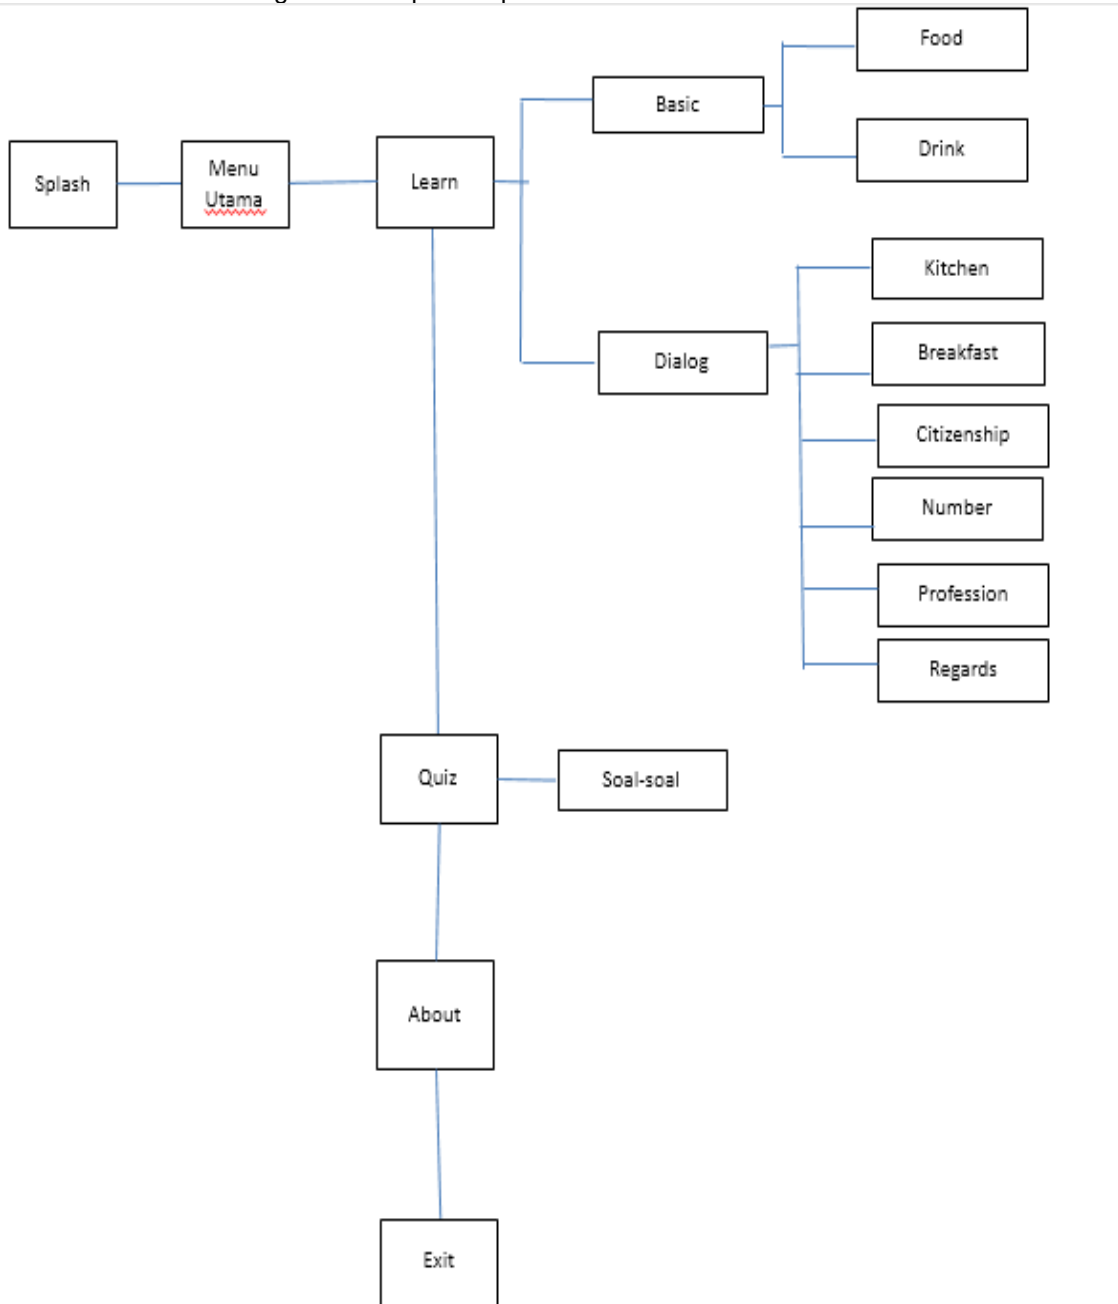 Food
Basic
Drink
Splash
Menu
Utama
Learn
Kitchen
Breakfast
Dialog
Citizenship
Number
Profession
Regards
Quiz
Soal-soal
About
Exit